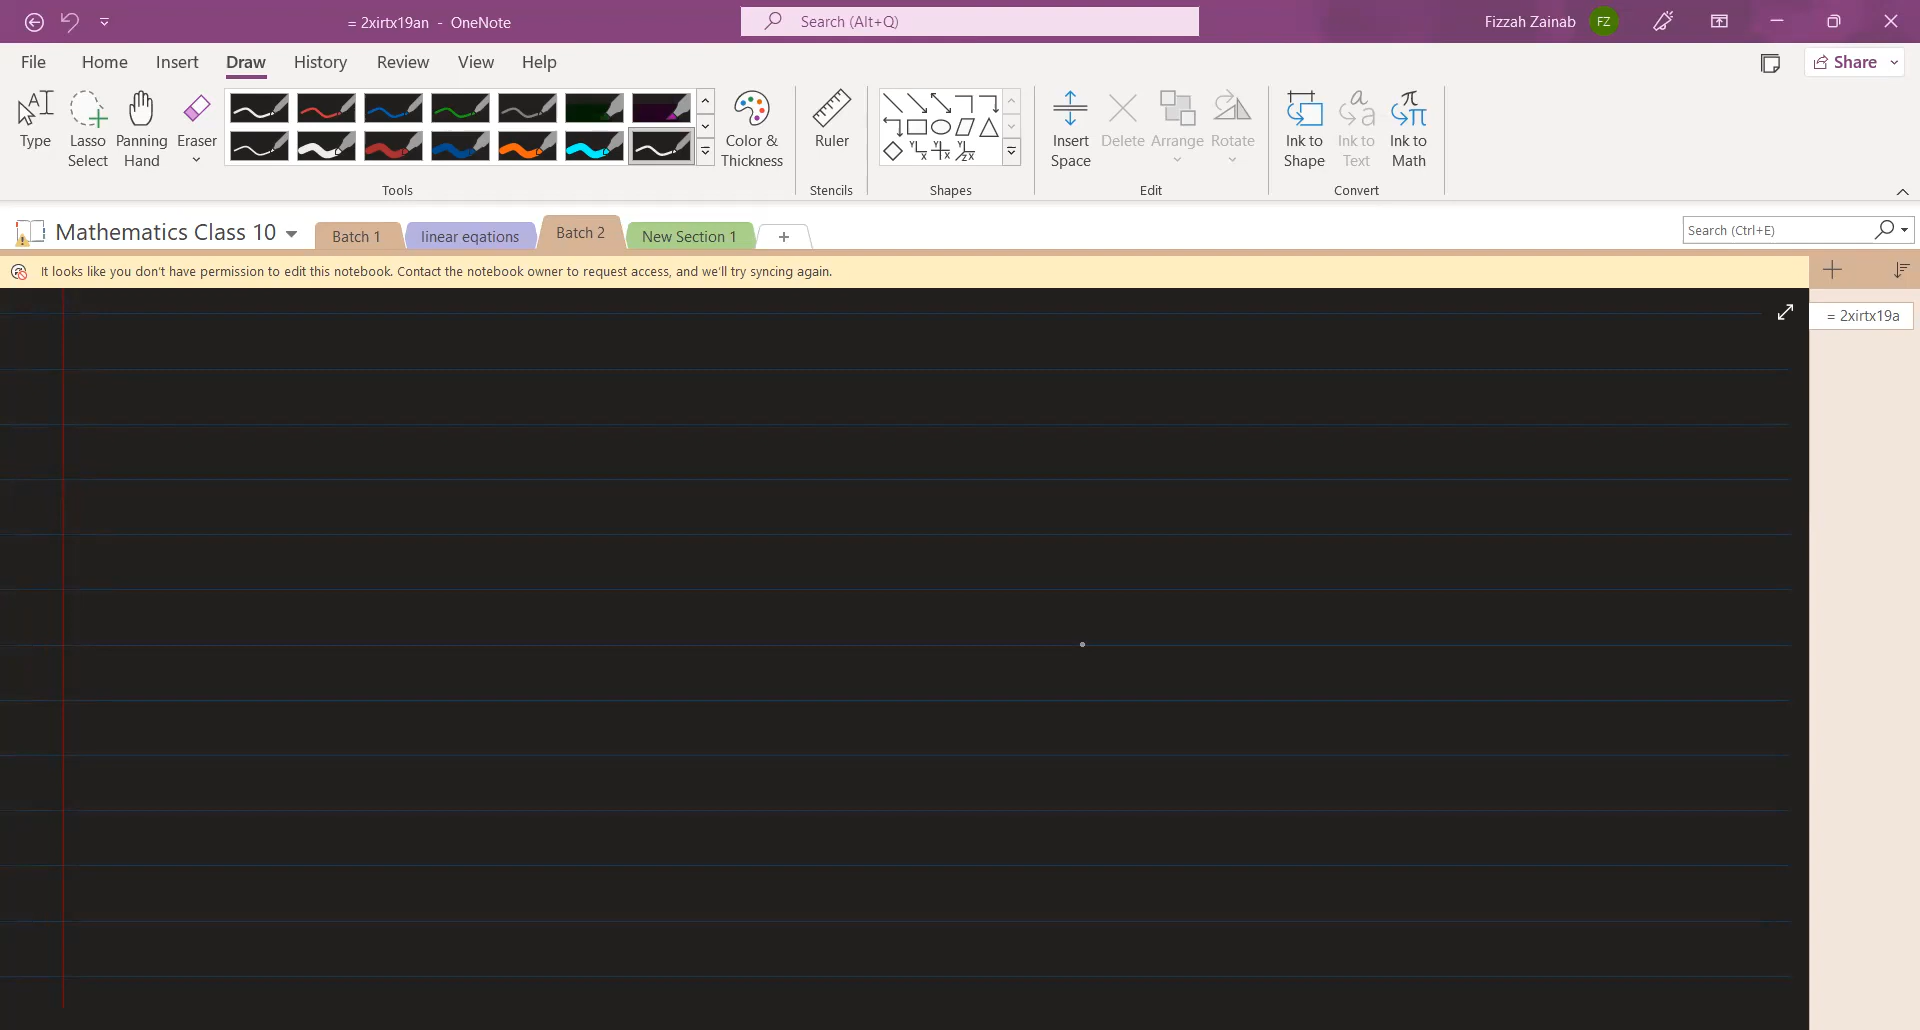 = 2xirtx19an - OneNote
Search (Alt+Q)
Fizzah Zainab
FZ
File Home Insert Draw History Review View Help
Share
Type
Lasso Select
Panning Hand
Eraser
Color & Thickness
Ruler
Insert Space
Delete
Arrange
Rotate
Ink to Shape
Ink to Text
Ink to Math
Tools
Stencils
Shapes
Edit
Convert
Mathematics Class 10
Batch 1
linear eqations
Batch 2
New Section 1
Search (Ctrl+E)
It looks like you don't have permission to edit this notebook. Contact the notebook owner to request access, and we'll try syncing again.
= 2xirtx19a